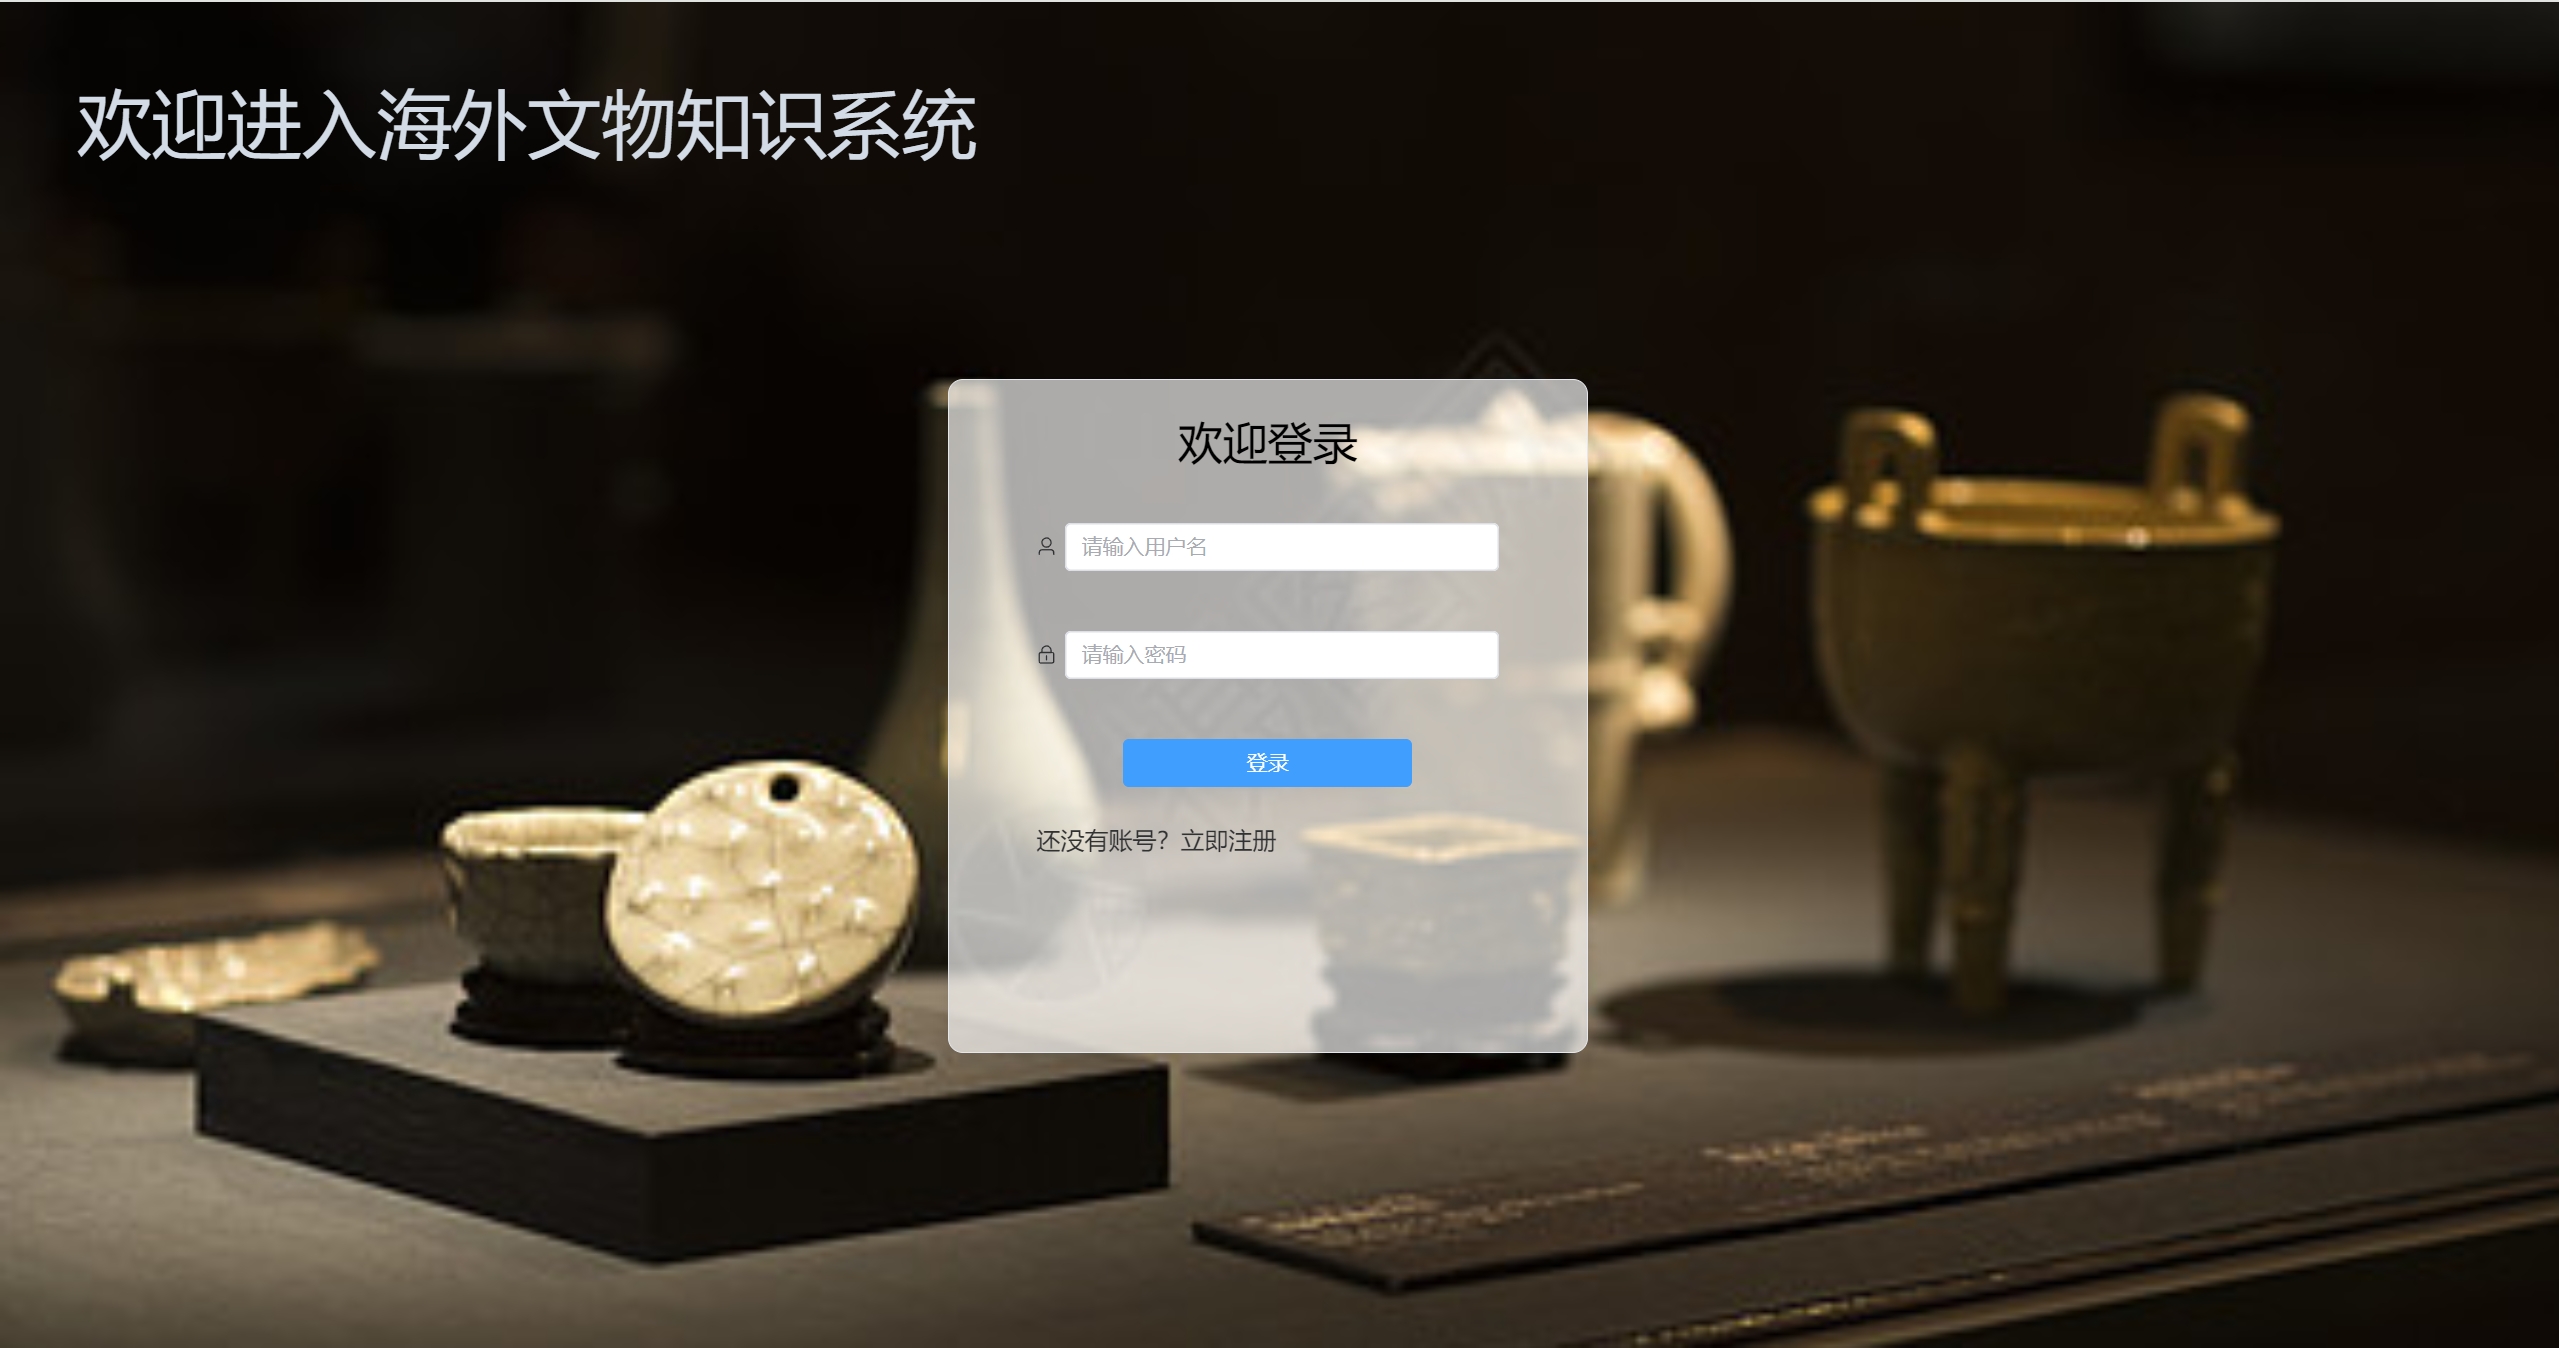 欢迎进入海外文物知识系统
欢迎登录
请输入用户名
请输入密码
登录
还没有账号？立即注册